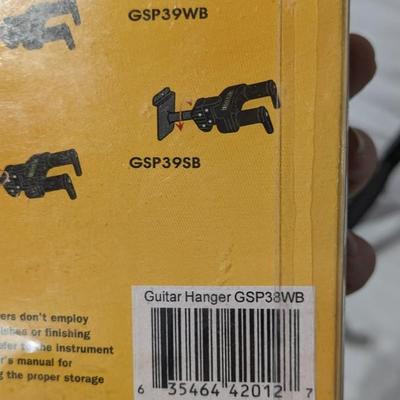 GSP39WB
GSP39SB
Guitar Hanger GSP38WB
ers don't employ
ishes or finishing
efer to the instrument
r's manual for
g the proper storage
6 35464 42012 7